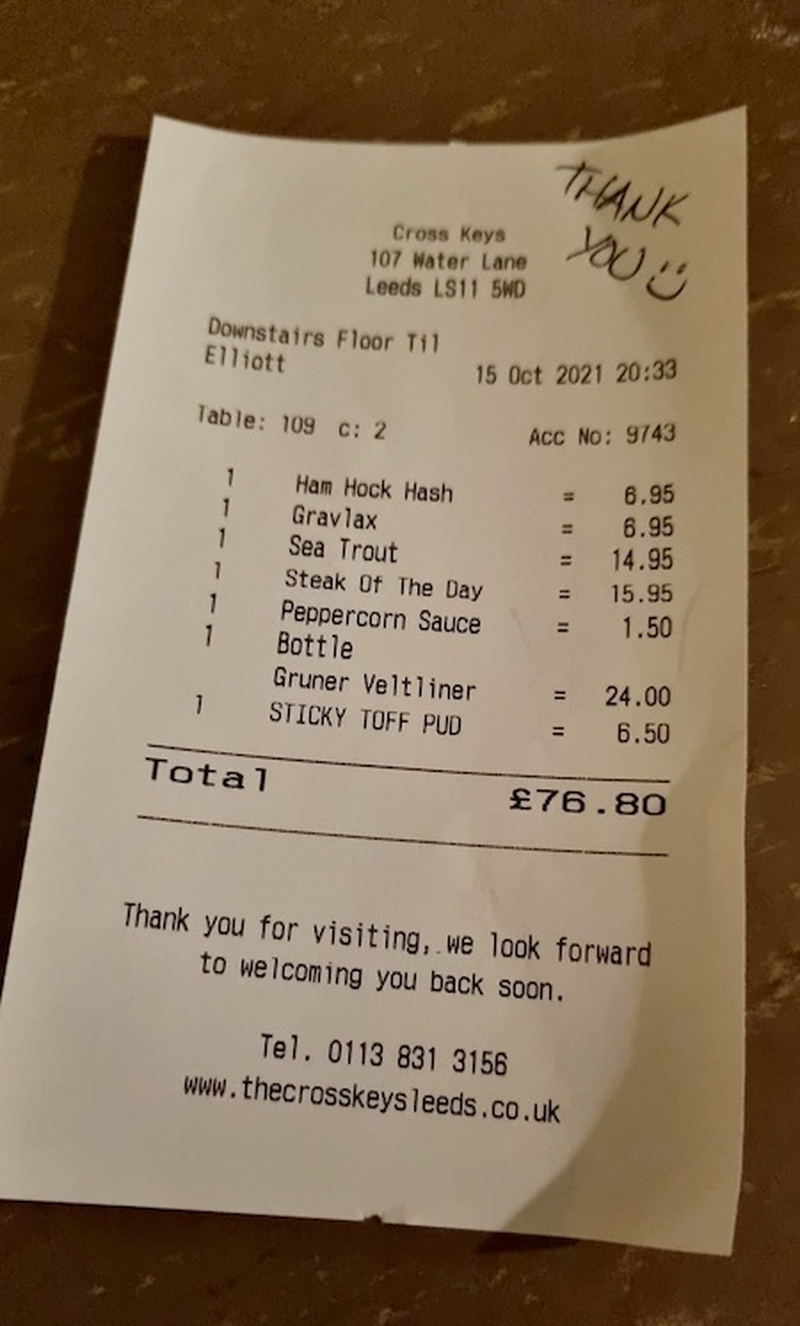 THANK
YOU :)
Cross Keys
107 Water Lane
Leeds LS11 5WD
Downstairs Floor Til
Elliott 15 Oct 2021 20:33
Table: 109 c: 2 Acc No: 9743
1 Ham Hock Hash = 6.95
1 Gravlax = 6.95
1 Sea Trout = 14.95
1 Steak Of The Day = 15.95
1 Peppercorn Sauce = 1.50
1 Bottle
Gruner Veltliner = 24.00
1 STICKY TOFF PUD = 6.50
Total £76.80
Thank you for visiting, we look forward
to welcoming you back soon.
Tel. 0113 831 3156
www.thecrosskeysleeds.co.uk